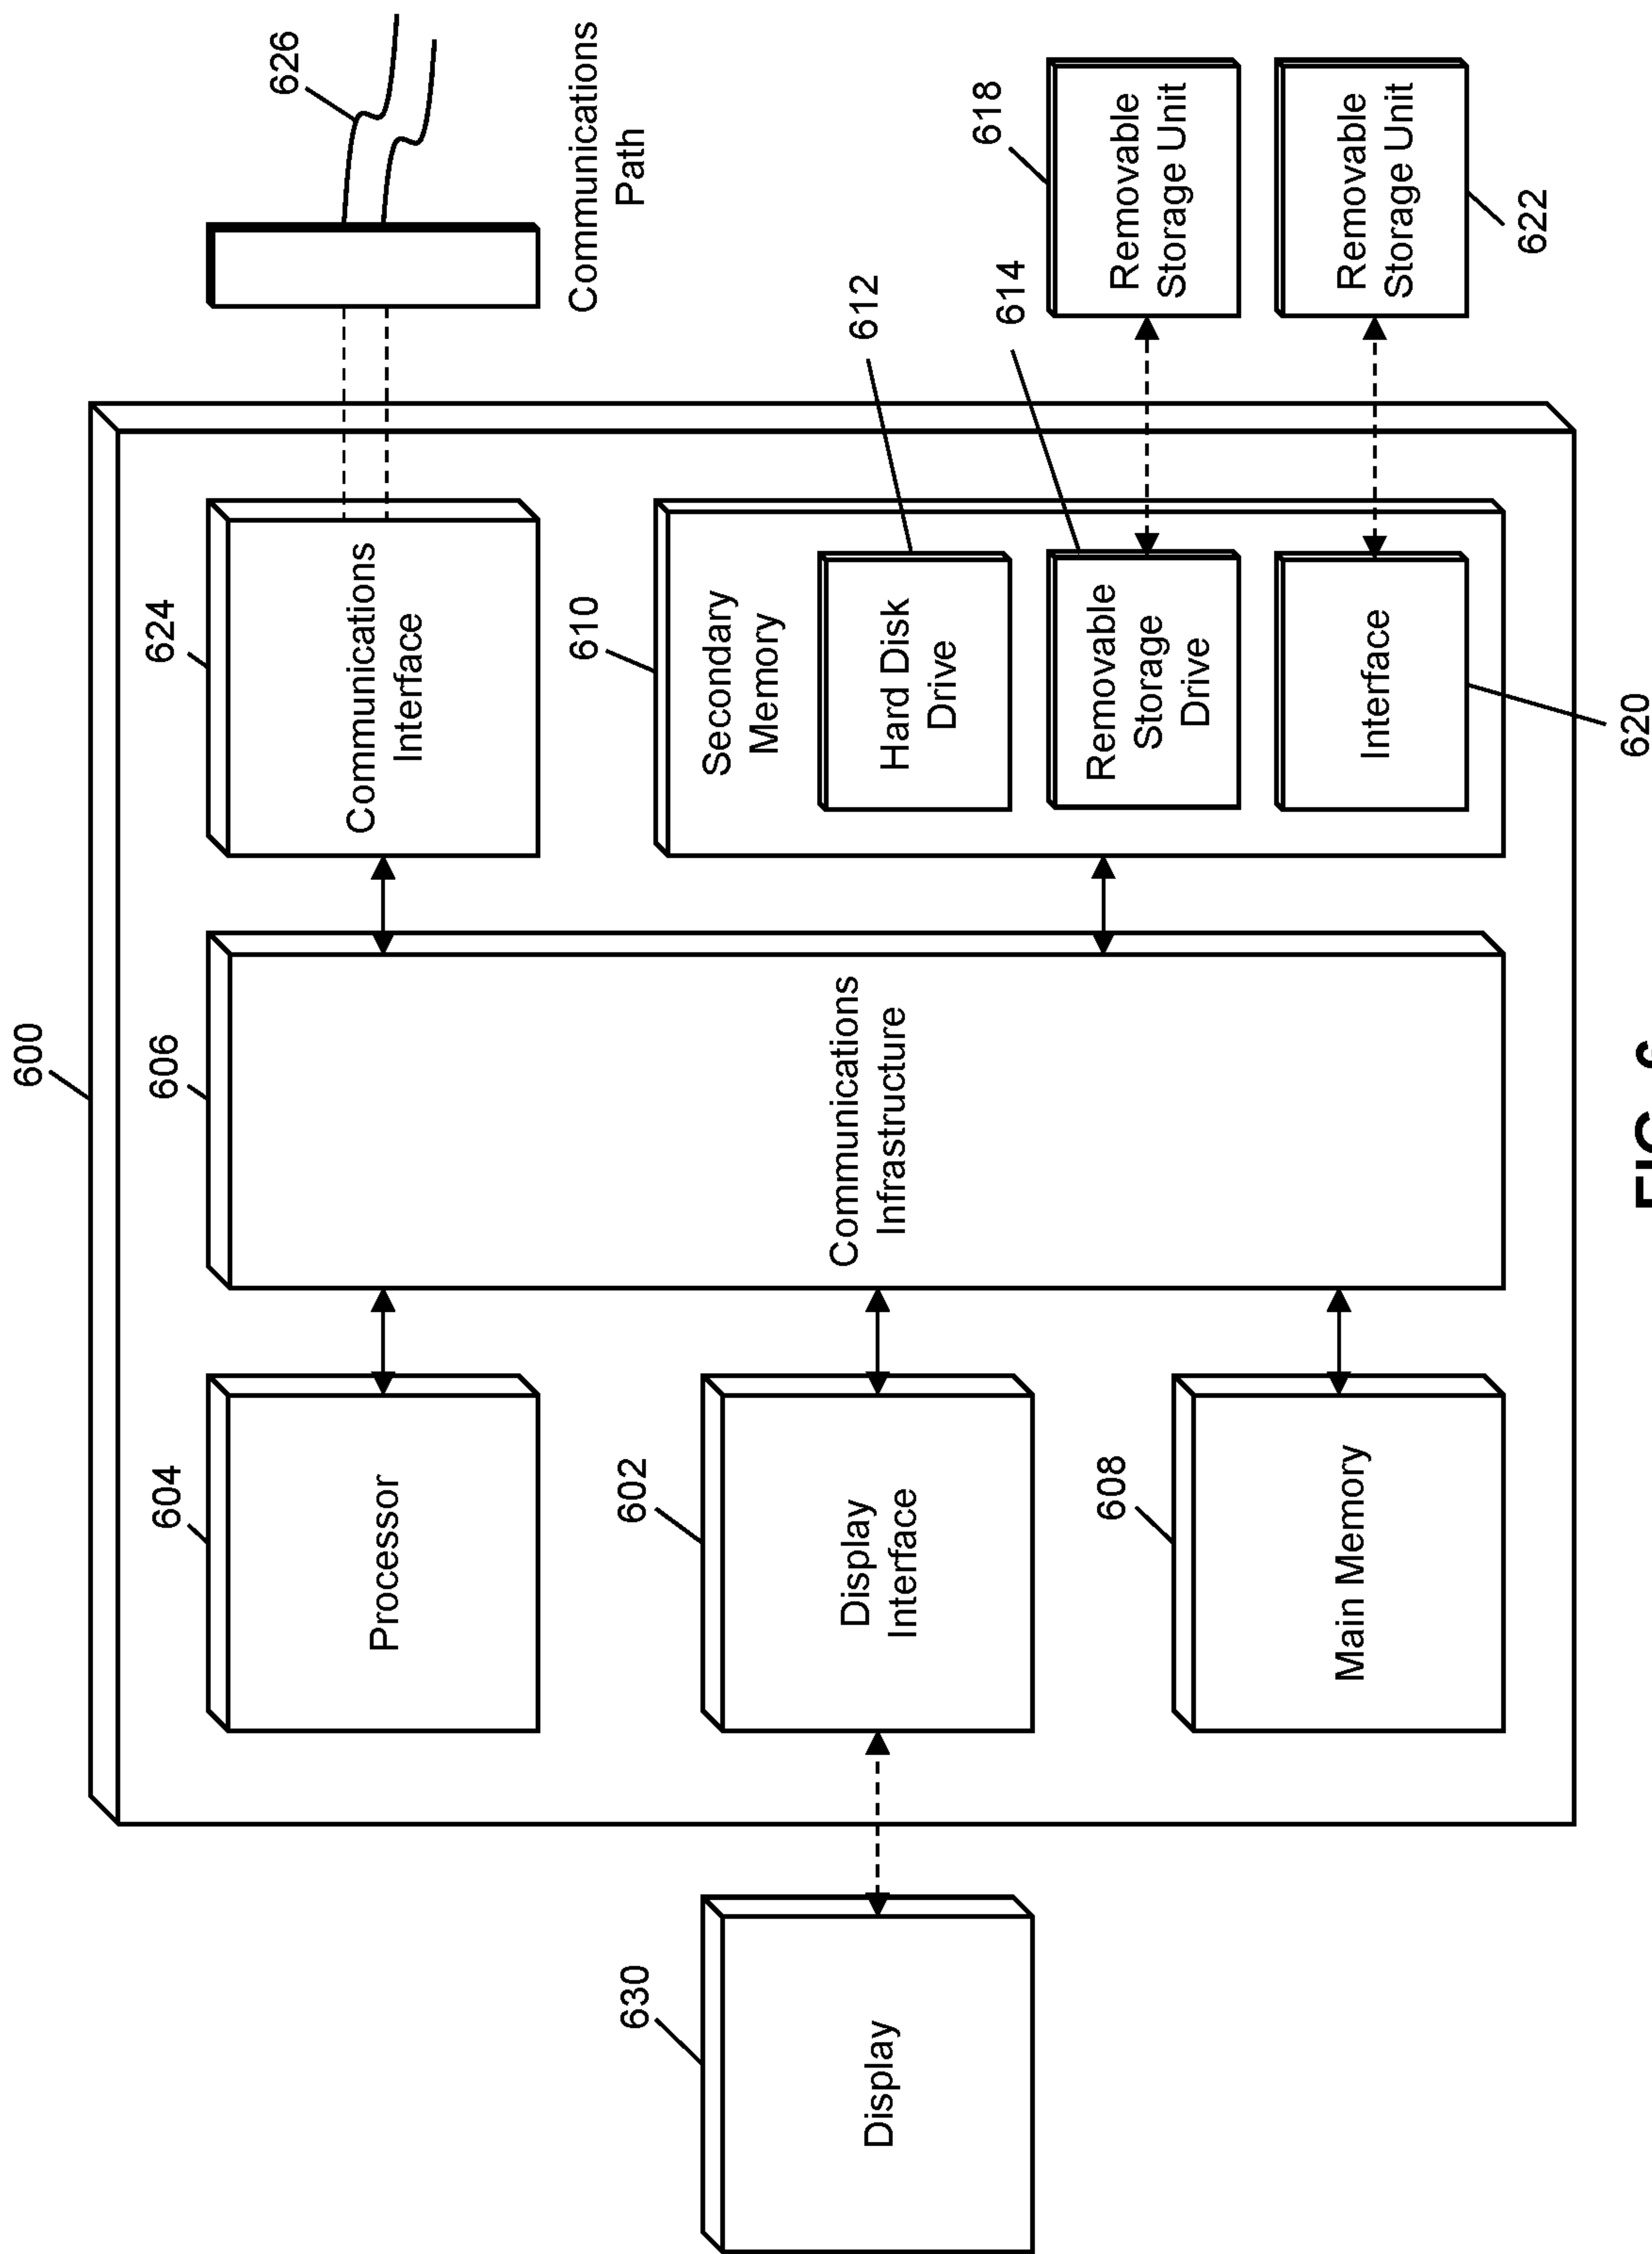 600
604
Processor
606
624
Communications
Interface
626
Communications
Path
630
Display
602
Display
Interface
Communications
Infrastructure
610
Secondary
Memory
612
Hard Disk
Drive
608
Main Memory
614
Removable
Storage
Drive
618
Removable
Storage Unit
Interface
620
Removable
Storage Unit
622